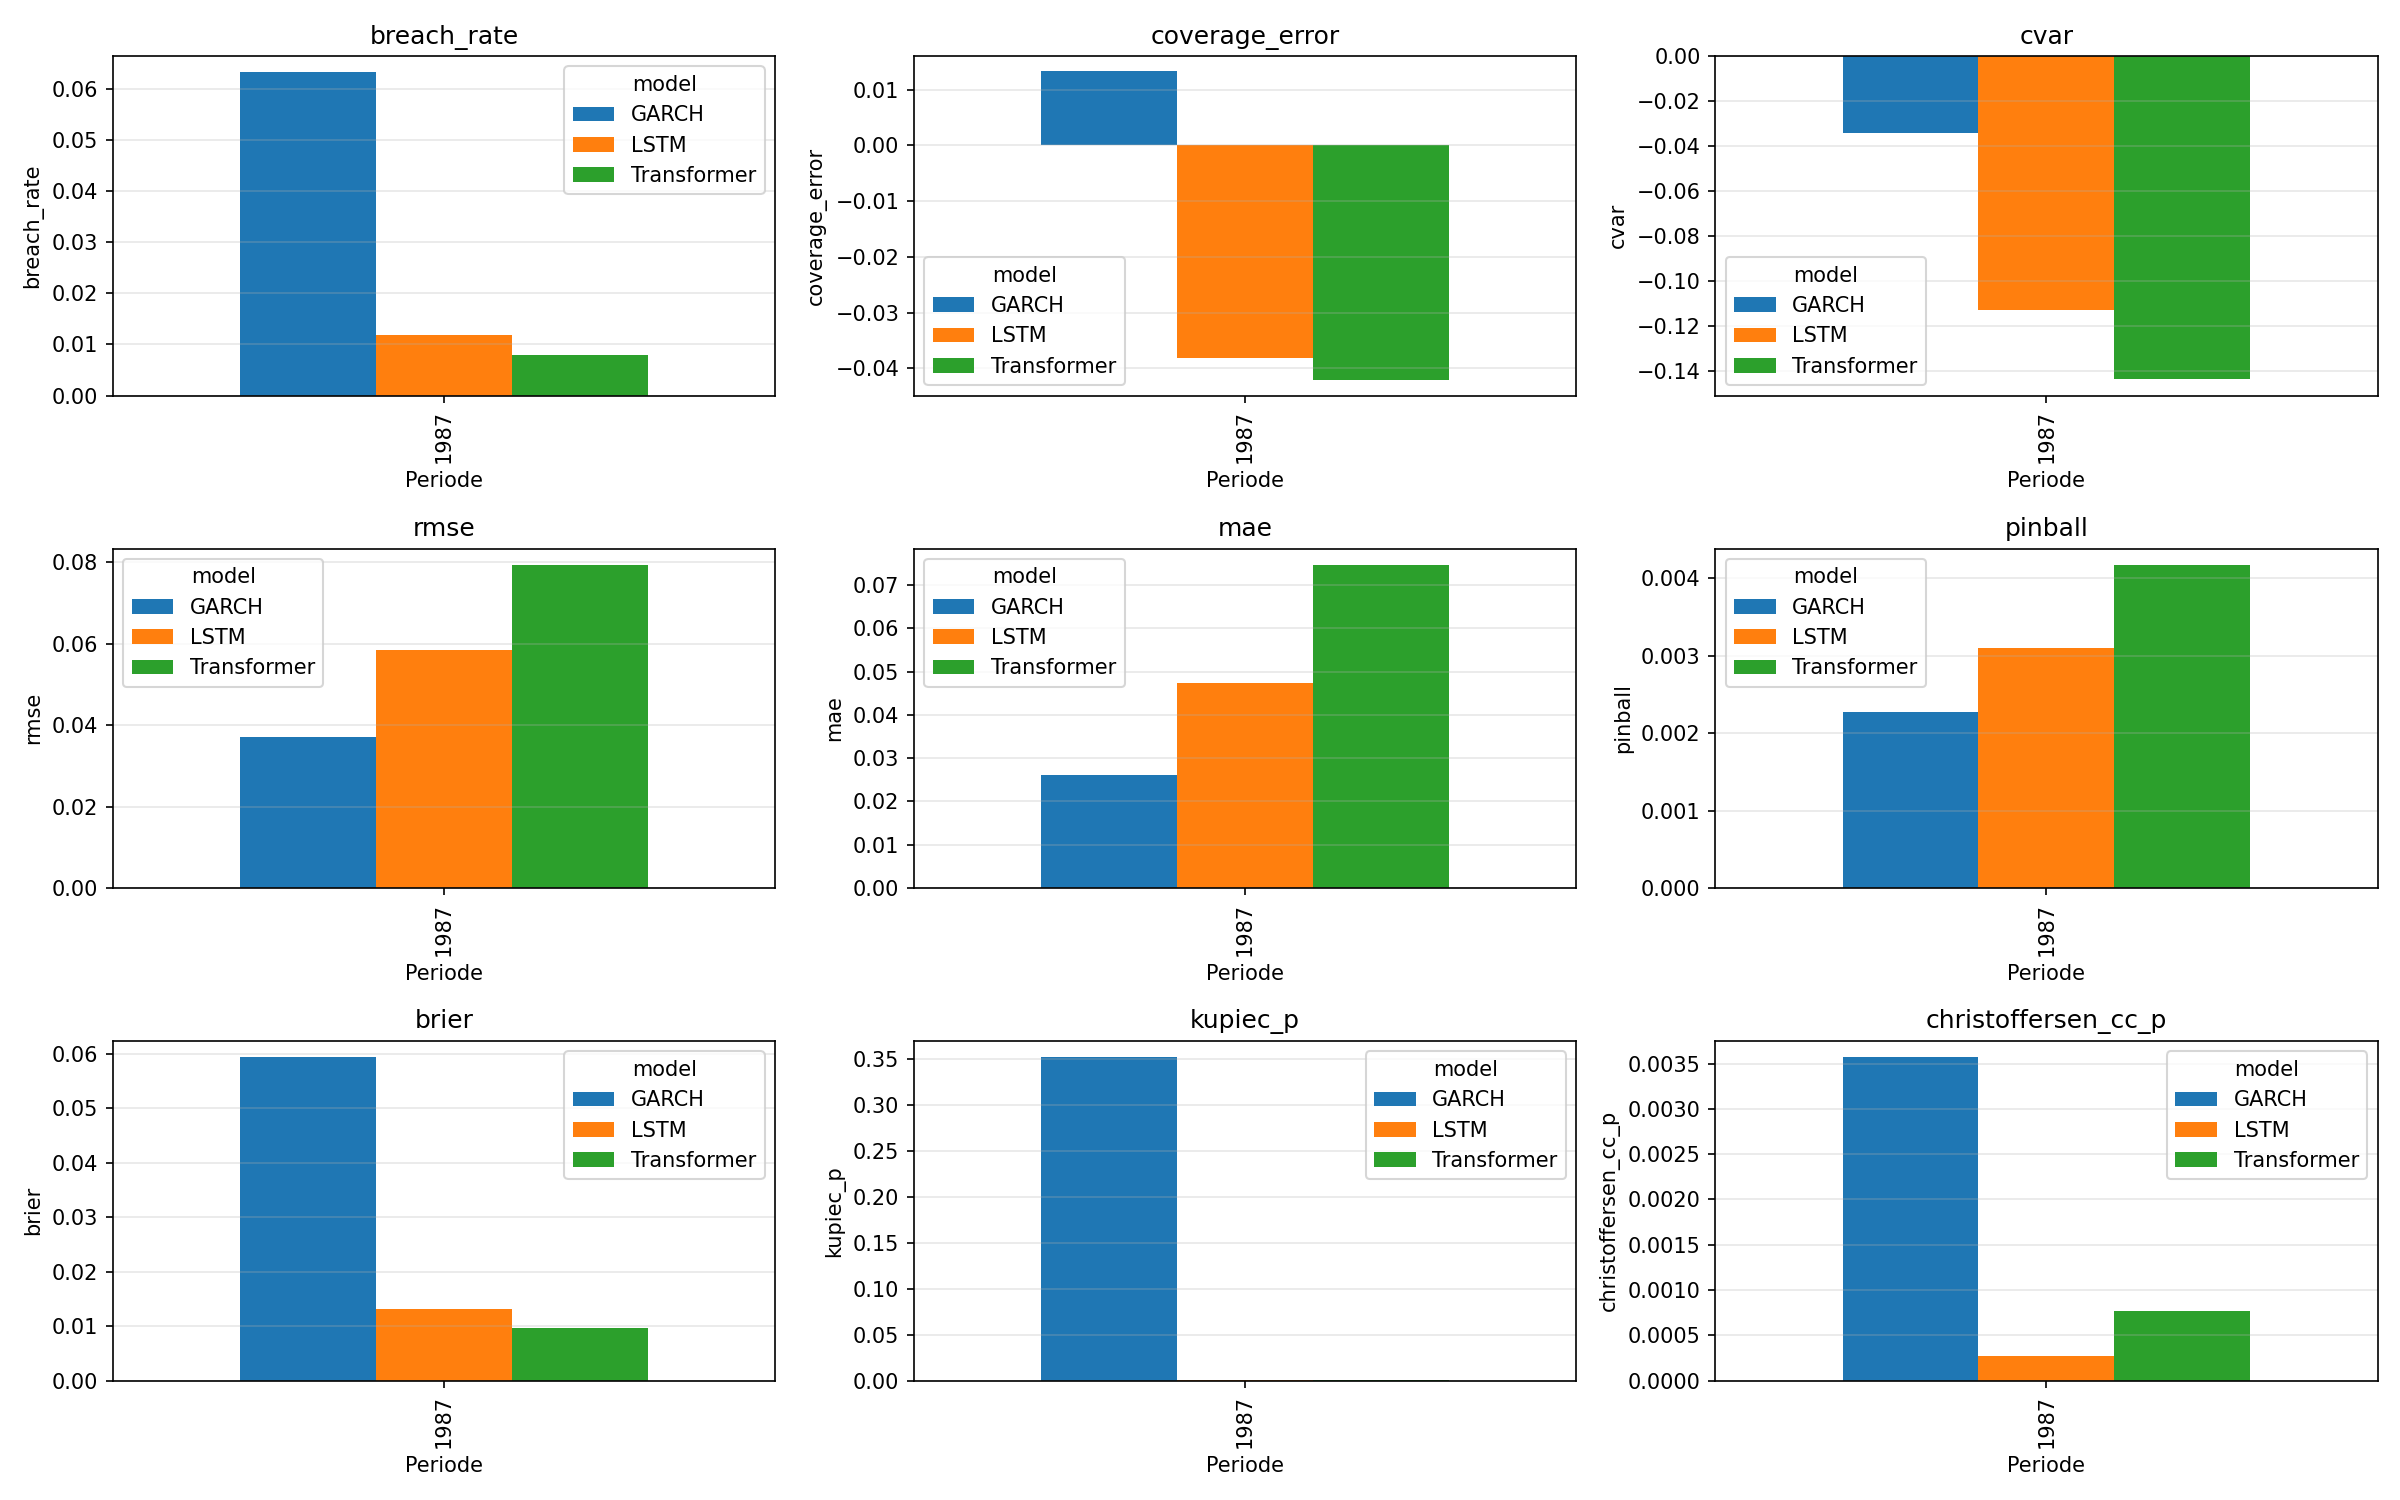 breach_rate
breach_rate
0.06
0.05
0.04
0.03
0.02
0.01
0.00
model
GARCH
LSTM
Transformer
1987
Periode
coverage_error
coverage_error
0.01
0.00
−0.01
−0.02
−0.03
−0.04
model
GARCH
LSTM
Transformer
1987
Periode
cvar
cvar
0.00
−0.02
−0.04
−0.06
−0.08
−0.10
−0.12
−0.14
model
GARCH
LSTM
Transformer
1987
Periode
rmse
rmse
0.08
0.06
0.04
0.02
0.00
model
GARCH
LSTM
Transformer
1987
Periode
mae
mae
0.07
0.06
0.05
0.04
0.03
0.02
0.01
0.00
model
GARCH
LSTM
Transformer
1987
Periode
pinball
pinball
0.004
0.003
0.002
0.001
0.000
model
GARCH
LSTM
Transformer
1987
Periode
brier
brier
0.06
0.05
0.04
0.03
0.02
0.01
0.00
model
GARCH
LSTM
Transformer
1987
Periode
kupiec_p
kupiec_p
0.35
0.30
0.25
0.20
0.15
0.10
0.05
0.00
model
GARCH
LSTM
Transformer
1987
Periode
christoffersen_cc_p
christoffersen_cc_p
0.0035
0.0030
0.0025
0.0020
0.0015
0.0010
0.0005
0.0000
model
GARCH
LSTM
Transformer
1987
Periode